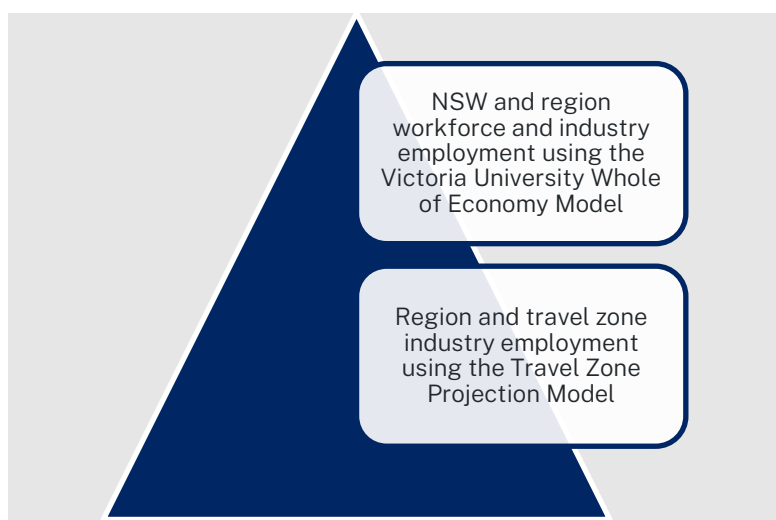 NSW and region
workforce and industry
employment using the
Victoria University Whole
of Economy Model
Region and travel zone
industry employment
using the Travel Zone
Projection Model